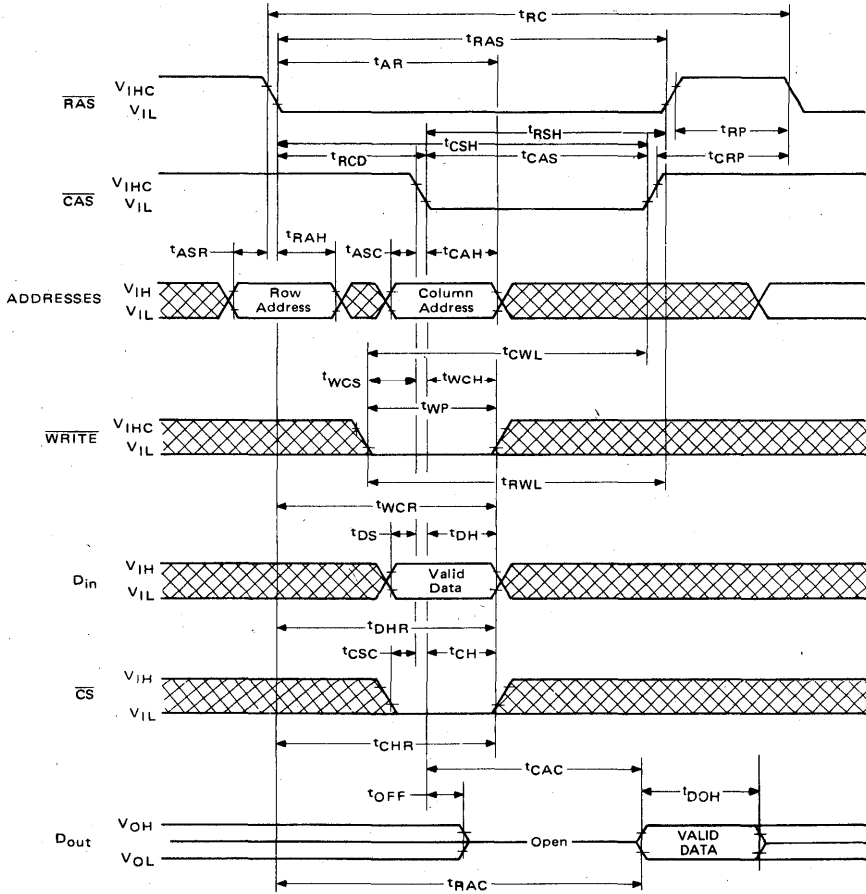 tRC
tRAS
tAR
RAS
VIHC
VIL
tRSH
tRP
tCSH
tRCD
tCAS
tCRP
CAS
VIHC
VIL
tASR
tRAH
tASC
tCAH
ADDRESSES
VIH
VIL
Row
Address
Column
Address
tCWL
tWCS
tWCH
tWP
WRITE
VIHC
VIL
tRWL
tWCR
tDS
tDH
Din
VIH
VIL
Valid
Data
tDHR
tCSC
tCH
CS
VIH
VIL
tCHR
tCAC
tOFF
tDOH
Dout
VOH
VOL
Open
VALID
DATA
tRAC